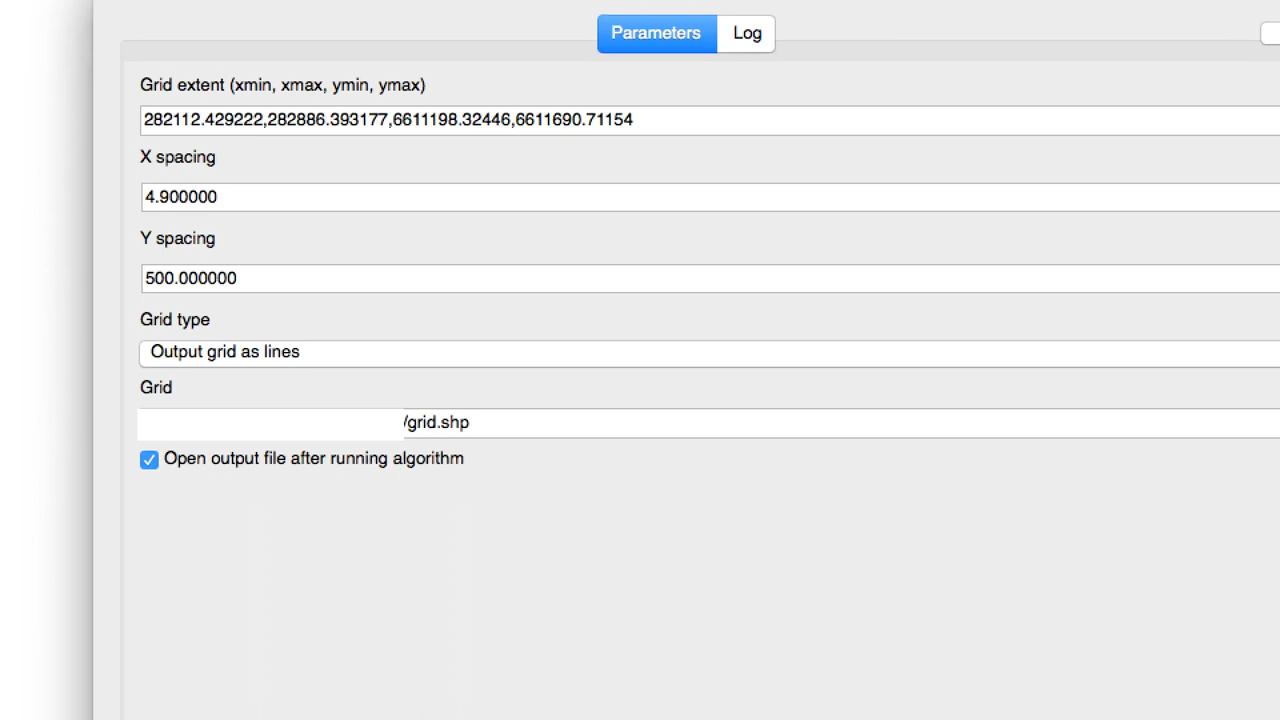 Parameters Log
Grid extent (xmin, xmax, ymin, ymax)
282112.429222,282886.393177,6611198.32446,6611690.71154
X spacing
4.900000
Y spacing
500.000000
Grid type
Output grid as lines
Grid
/grid.shp
Open output file after running algorithm